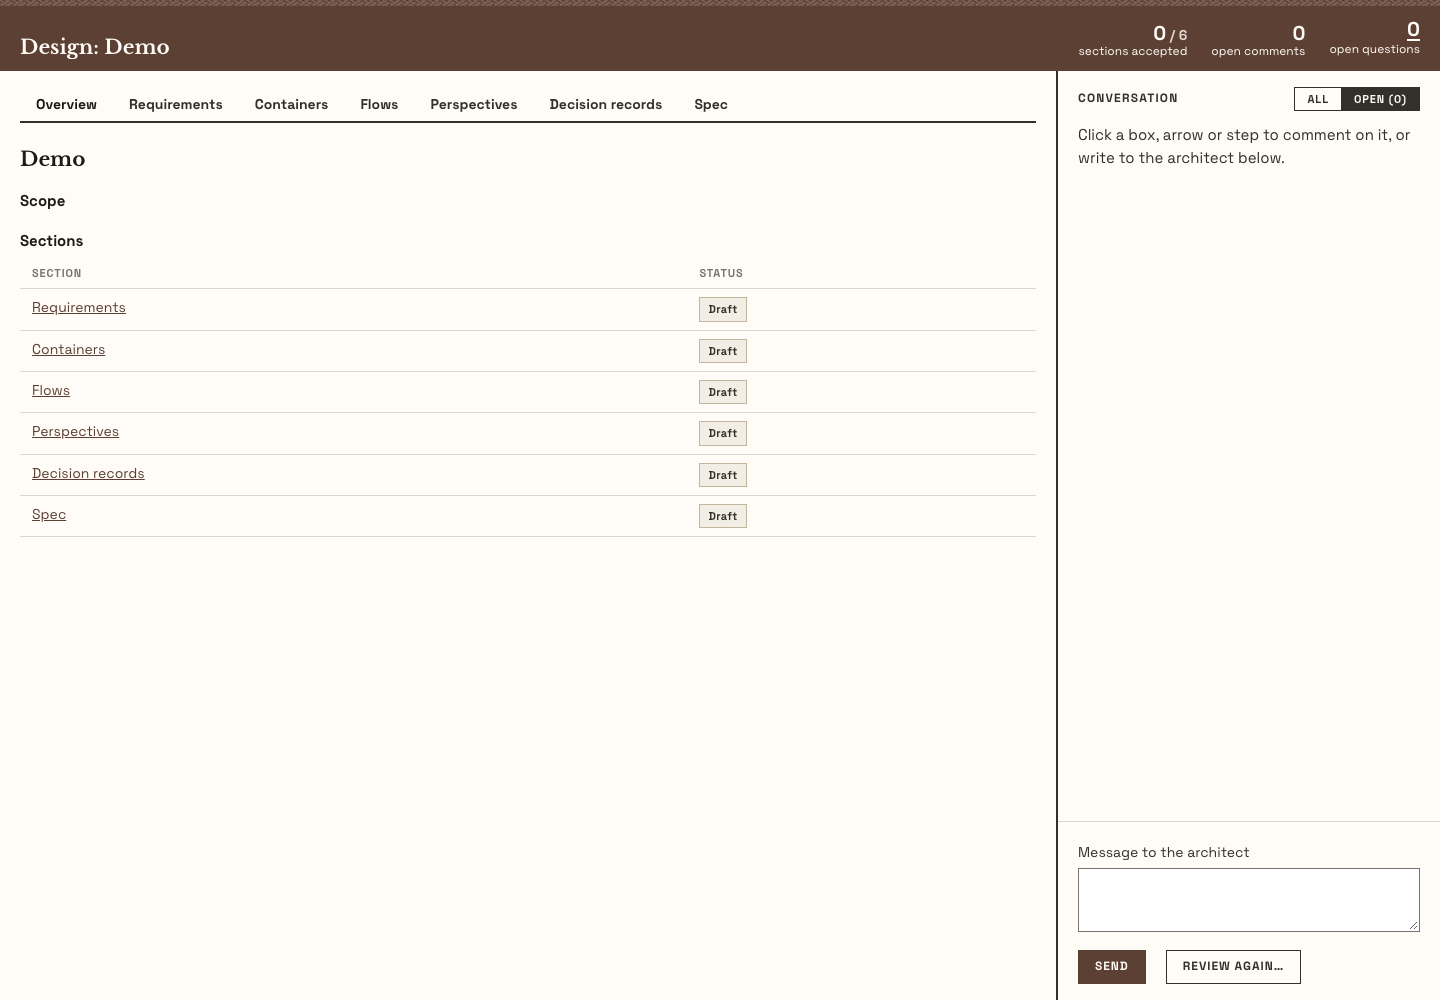 Design: Demo
0 / 6
sections accepted
0
open comments
0
open questions
Overview
Requirements
Containers
Flows
Perspectives
Decision records
Spec
Demo
Scope
Sections
SECTION STATUS
Requirements Draft
Containers Draft
Flows Draft
Perspectives Draft
Decision records Draft
Spec Draft
CONVERSATION
ALL
OPEN (0)
Click a box, arrow or step to comment on it, or
write to the architect below.
Message to the architect
SEND
REVIEW AGAIN…